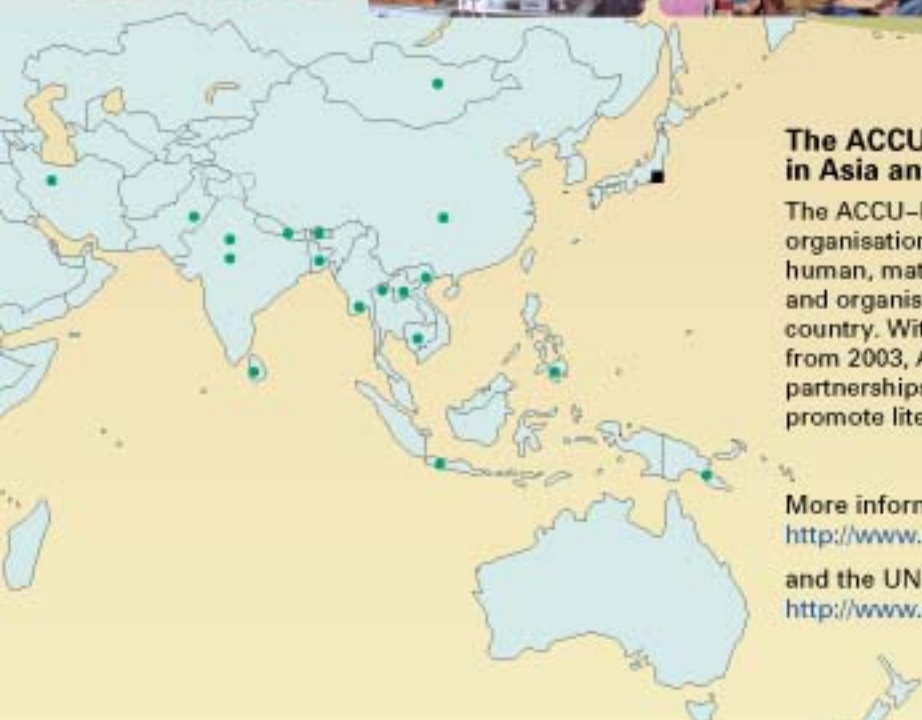 The ACCU
in Asia an
The ACCU–
organisation
human, mat
and organis
country. Wit
from 2003, A
partnerships
promote lite
More inforn
http://www.
and the UN
http://www.